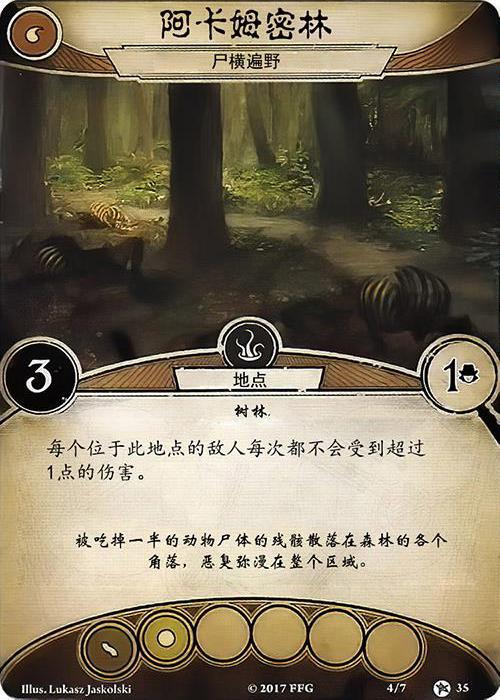 阿卡姆密林
尸横遍野
3
1
地点
树林.
每个位于此地点的敌人每次都不会受到超过
1点的伤害。
被吃掉一半的动物尸体的残骸散落在森林的各个
角落，恶臭弥漫在整个区域。
Illus. Lukasz Jaskolski
© 2017 FFG
4/7
35